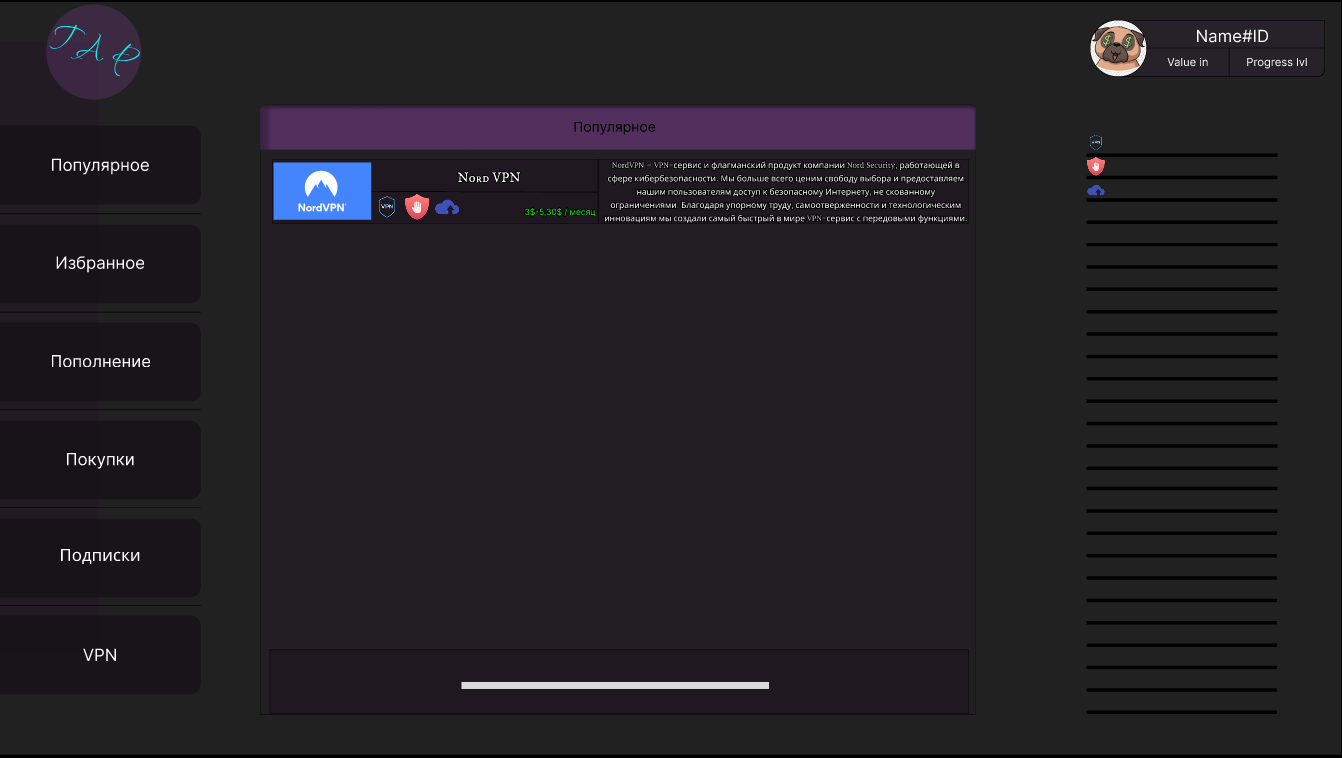 TAP
Name#ID
Value in
Progress lvl
Популярное
Избранное
Пополнение
Покупки
Подписки
VPN
Популярное
NordVPN
Nord VPN
VPN
3$-5,30$ / месяц
NordVPN – VPN-сервис и флагманский продукт компании Nord Security, работающей в
сфере кибербезопасности. Мы больше всего ценим свободу выбора и предоставляем
нашим пользователям доступ к безопасному Интернету, не скованному
ограничениями. Благодаря упорному труду, самоотверженности и технологическим
инновациям мы создали самый быстрый в мире VPN-сервис с передовыми функциями.
VPN